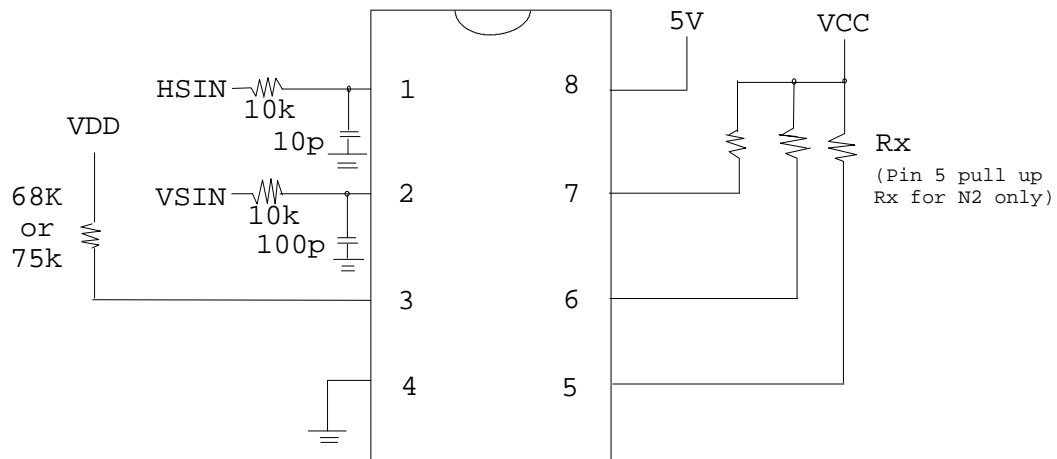 5V
VCC
HSIN
10k
10p
1
8
VDD
Rx
(Pin 5 pull up
Rx for N2 only)
68K
or
75k
VSIN
10k
100p
2
7
3
6
4
5